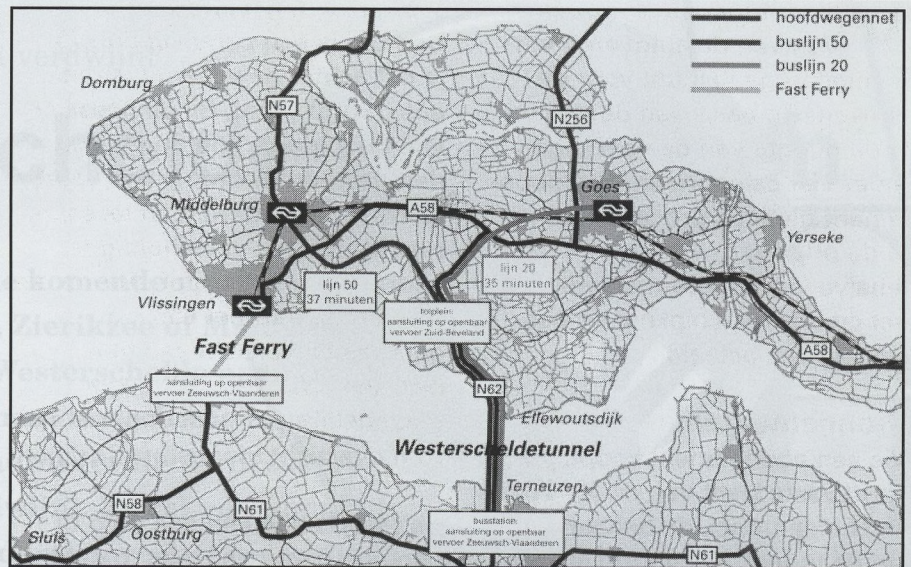 hoofdwegennet
buslijn 50
buslijn 20
Fast Ferry
Domburg
N57
N256
Middelburg
A58
Goes
Yerseke
Vlissingen
lijn 50
37 minuten
lijn 20
35 minuten
tolplein:
aansluiting op openbaar
vervoer Zuid-Beveland
Fast Ferry
A58
aansluiting op openbaar
vervoer Zeeuwsch-Vlaanderen
N62
Ellewoutsdijk
Westerscheldetunnel
Terneuzen
N58
N61
Sluis
Oostburg
busstation:
aansluiting op openbaar
vervoer Zeeuwsch-Vlaanderen
N61